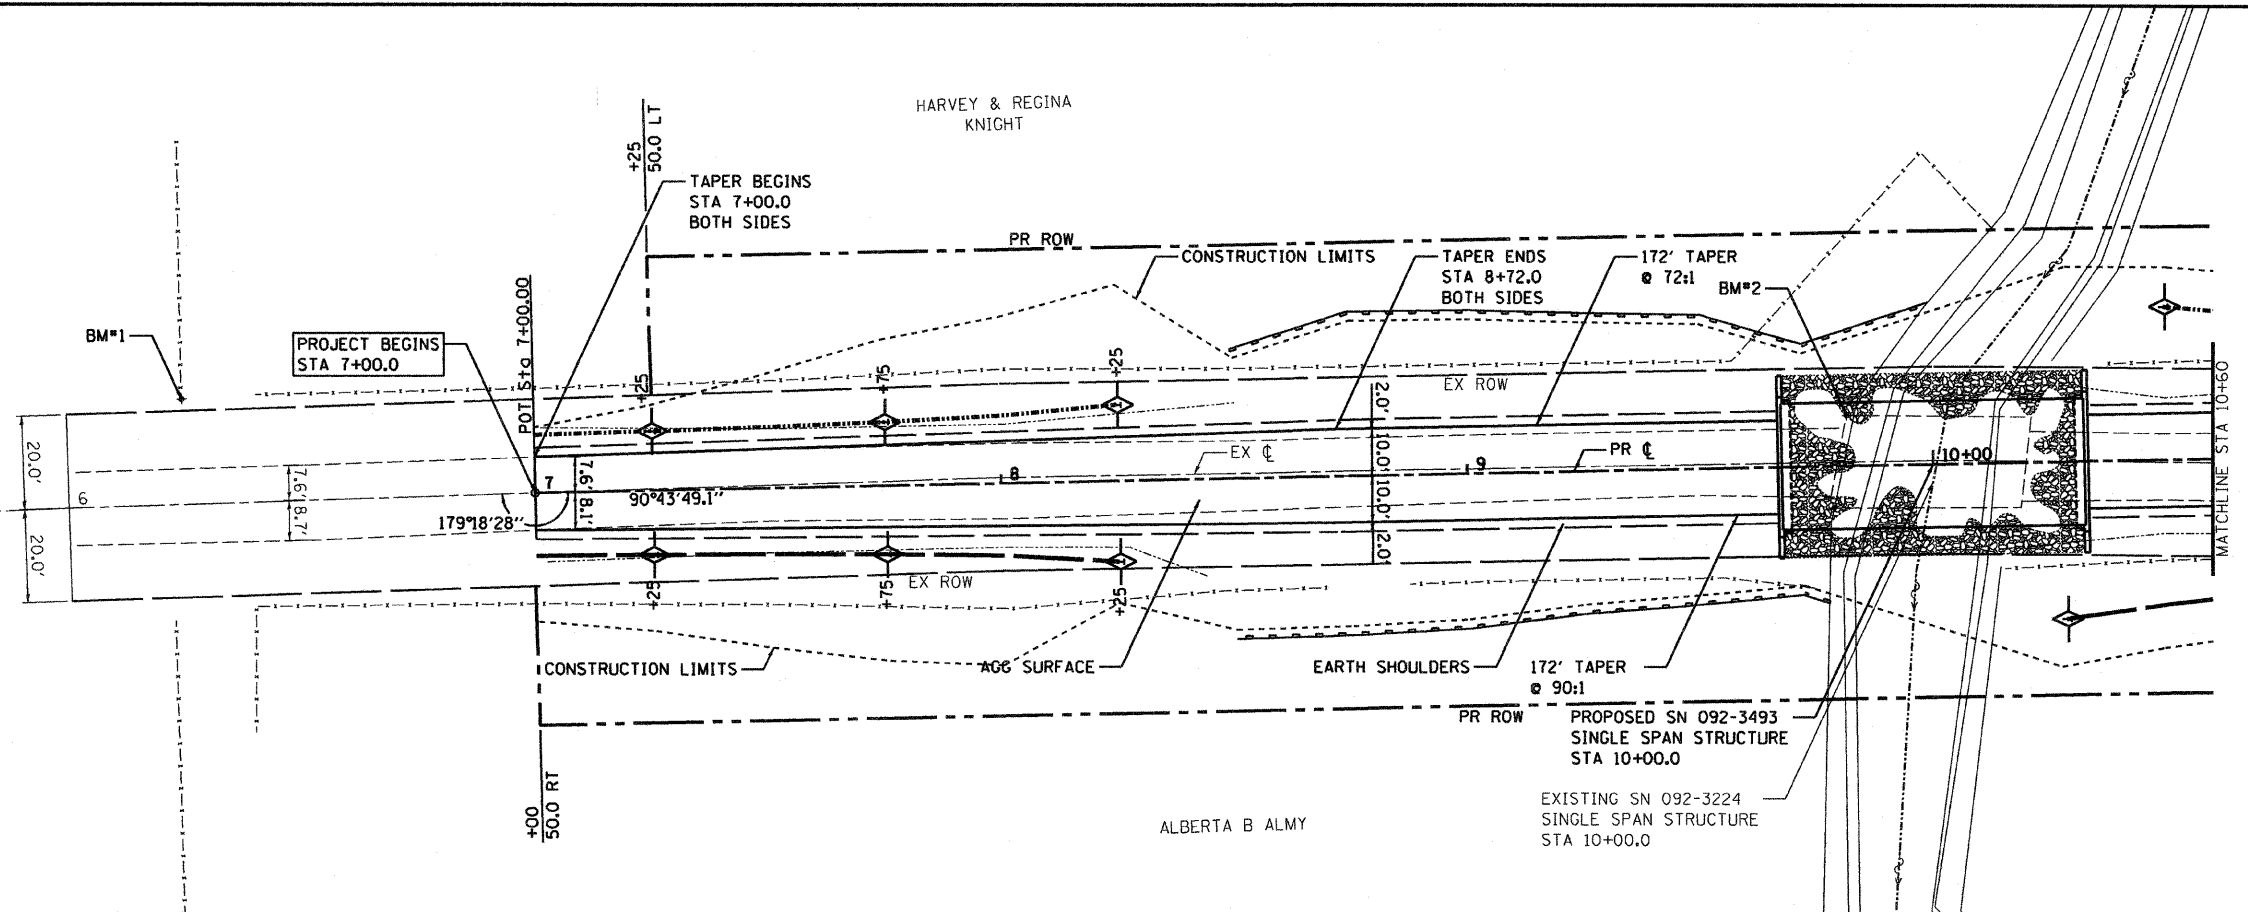 HARVEY & REGINA
KNIGHT
+25
50.0 LT
TAPER BEGINS
STA 7+00.0
BOTH SIDES
PR ROW
CONSTRUCTION LIMITS
TAPER ENDS
STA 8+72.0
BOTH SIDES
172' TAPER
@ 72:1
BM#2
BM#1
PROJECT BEGINS
STA 7+00.0
POT Sta 7+00.00
+25
+75
+25
2.0'
EX ROW
MATCHLINE STA 10+60
20.0'
20.0'
6
7.6'
8.7'
7
7.6'
8.1'
179°18'28"
90°43'49.1"
8
EX ℄
10.0'
10.0'
2.0'
9
PR ℄
10+00
+25
+75
+25
EX ROW
CONSTRUCTION LIMITS
AGG SURFACE
EARTH SHOULDERS
172' TAPER
@ 90:1
PR ROW
PROPOSED SN 092-3493
SINGLE SPAN STRUCTURE
STA 10+00.0
EXISTING SN 092-3224
SINGLE SPAN STRUCTURE
STA 10+00.0
+00
50.0 RT
ALBERTA B ALMY